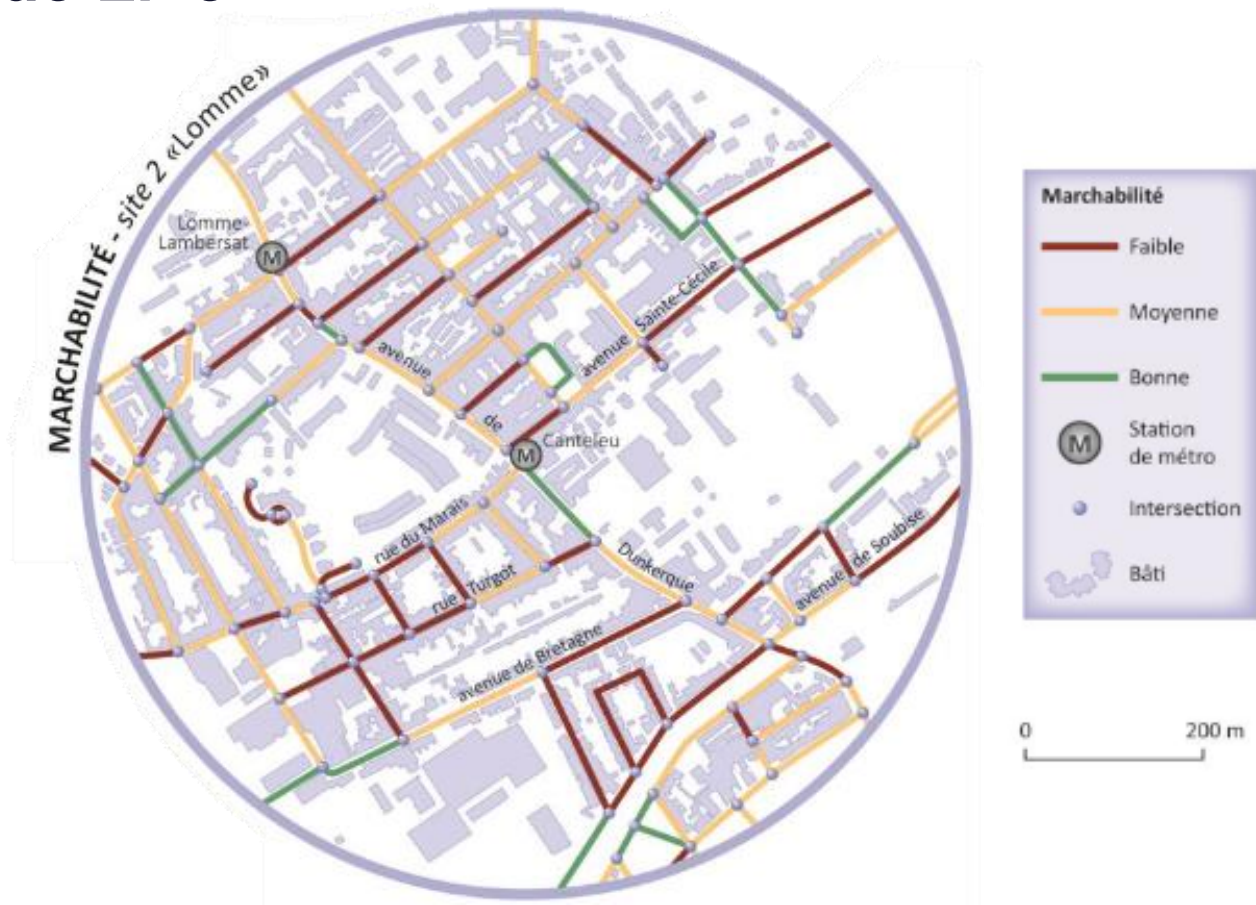 MARCHABILITÉ - site 2 «Lomme»
Lomme-
Lambersat
M
avenue
de
Dunkerque
avenue Sainte-Cécile
M
Canteleu
rue du Marais
rue Turgot
avenue de Bretagne
avenue de Soubise
Marchabilité
Faible
Moyenne
Bonne
M
Station
de métro
Intersection
Bâti
0
200 m